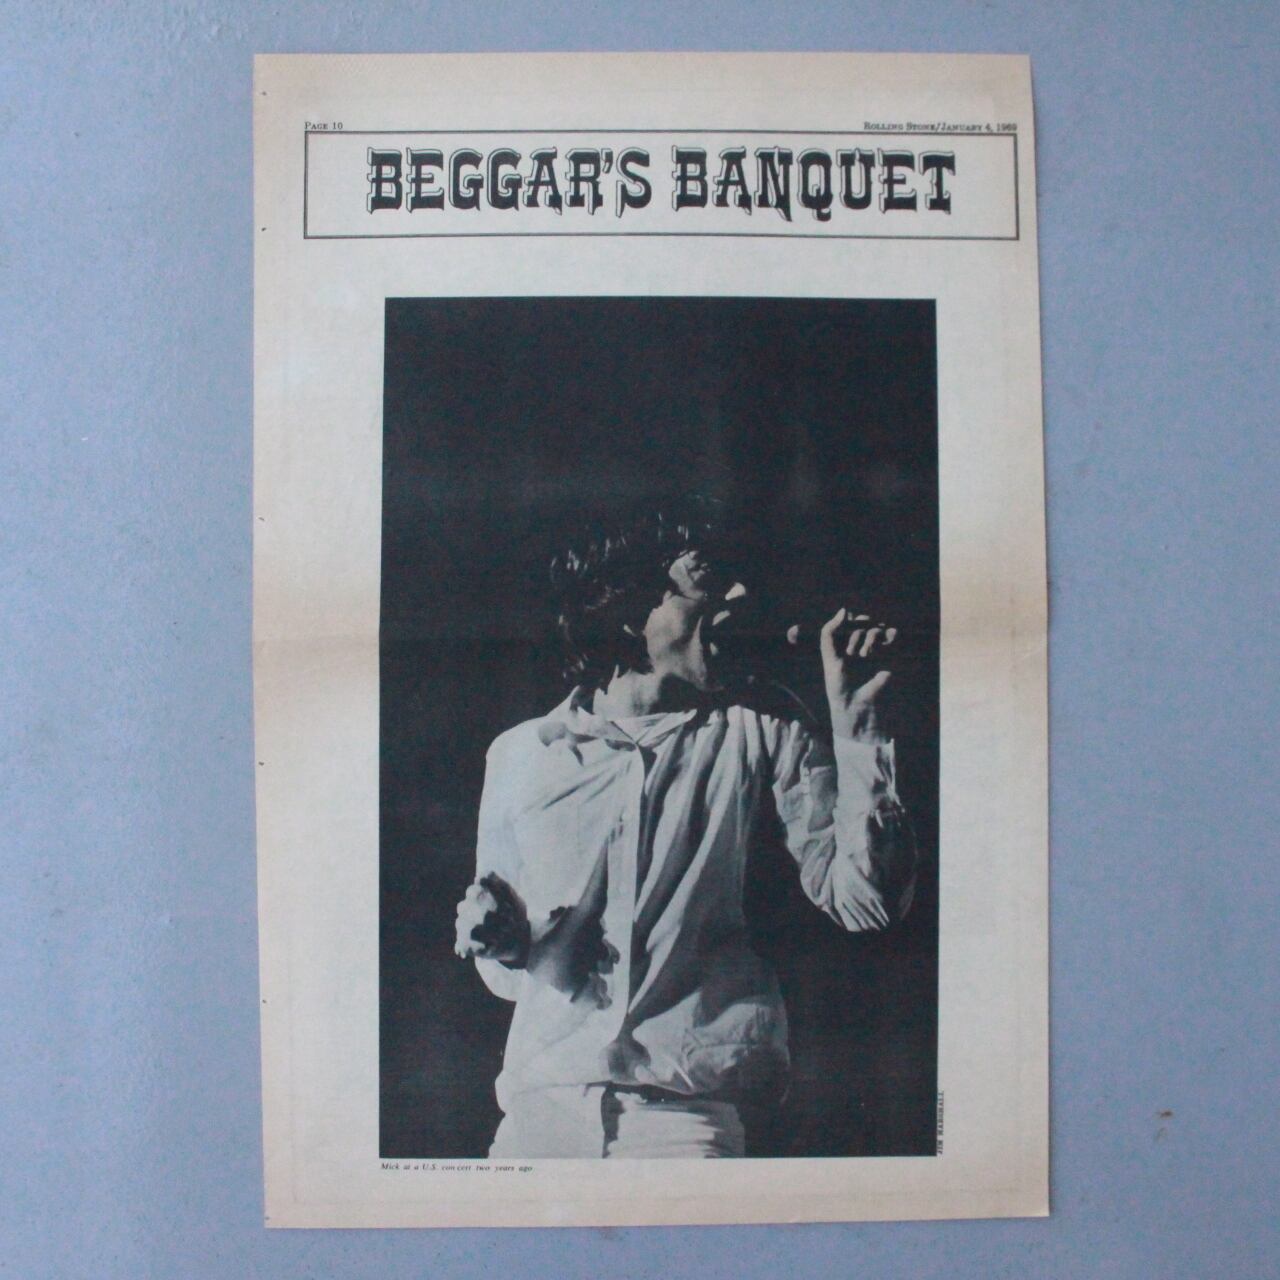 PAGE 10
ROLLING STONE/JANUARY 4, 1969
BEGGAR'S BANQUET
JIM MARSHALL
Mick at a U.S. concert two years ago